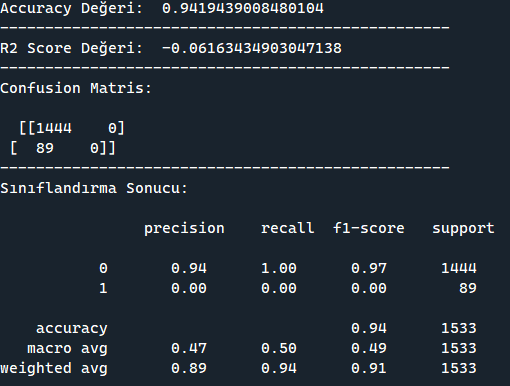 Accuracy Değeri:  0.9419439008480104
--------------------------------------------------
R2 Score Değeri:  -0.06163434903047138
--------------------------------------------------
Confusion Matris:
[[1444    0]
[  89    0]]
--------------------------------------------------
Sınıflandırma Sonucu:
precision    recall  f1-score   support
0       0.94      1.00      0.97      1444
1       0.00      0.00      0.00        89
accuracy                           0.94      1533
macro avg       0.47      0.50      0.49      1533
weighted avg       0.89      0.94      0.91      1533